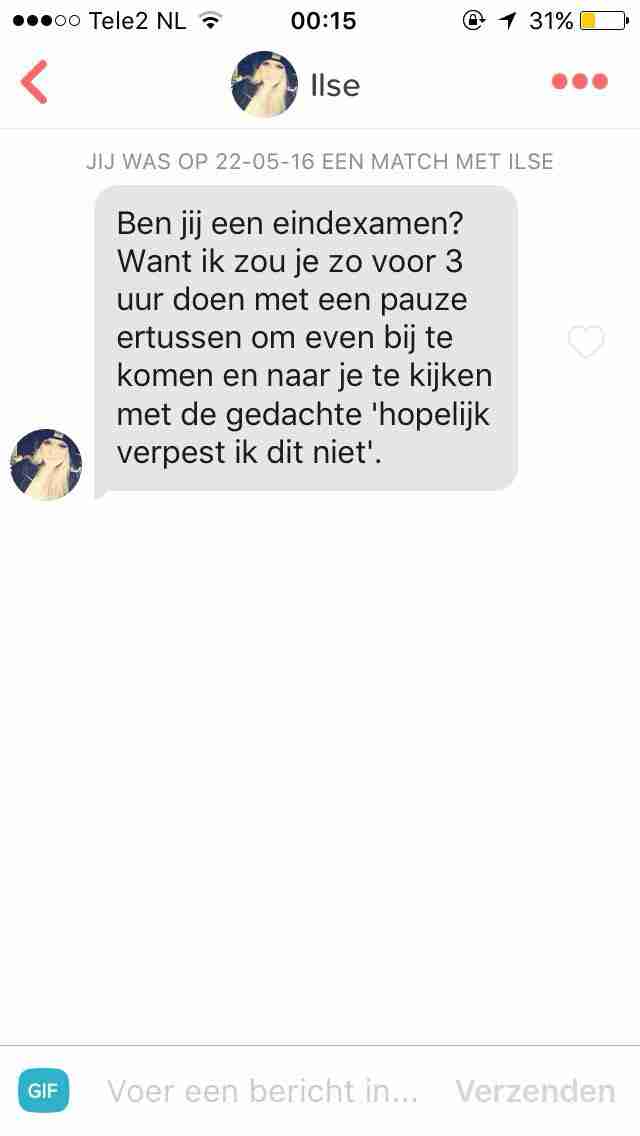 Tele2 NL 00:15 31%
Ilse
JIJ WAS OP 22-05-16 EEN MATCH MET ILSE
Ben jij een eindexamen?
Want ik zou je zo voor 3
uur doen met een pauze
ertussen om even bij te
komen en naar je te kijken
met de gedachte 'hopelijk
verpest ik dit niet'.
GIF Voer een bericht in... Verzenden